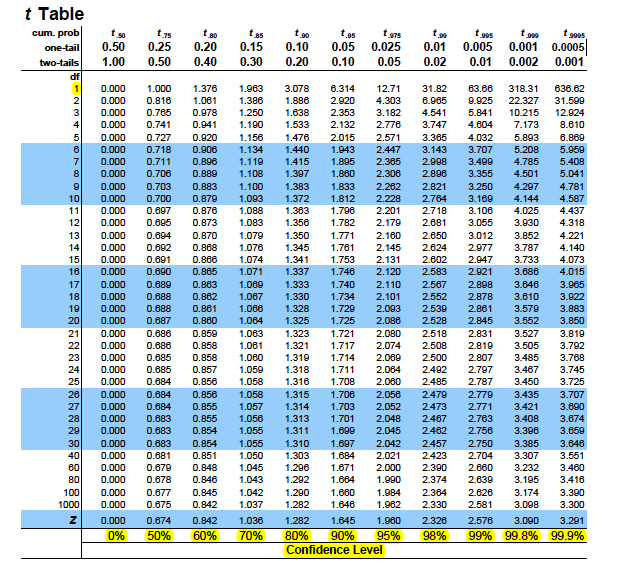 t Table
cum. prob t.50 t.75 t.80 t.85 t.90 t.95 t.975 t.99 t.995 t.999 t.9995
one-tail 0.50 0.25 0.20 0.15 0.10 0.05 0.025 0.01 0.005 0.001 0.0005
two-tails 1.00 0.50 0.40 0.30 0.20 0.10 0.05 0.02 0.01 0.002 0.001
df
1 0.000 1.000 1.376 1.963 3.078 6.314 12.71 31.82 63.66 318.31 636.62
2 0.000 0.816 1.061 1.386 1.886 2.920 4.303 6.965 9.925 22.327 31.599
3 0.000 0.765 0.978 1.250 1.638 2.353 3.182 4.541 5.841 10.215 12.924
4 0.000 0.741 0.941 1.190 1.533 2.132 2.776 3.747 4.604 7.173 8.610
5 0.000 0.727 0.920 1.156 1.476 2.015 2.571 3.365 4.032 5.893 6.869
6 0.000 0.718 0.906 1.134 1.440 1.943 2.447 3.143 3.707 5.208 5.959
7 0.000 0.711 0.896 1.119 1.415 1.895 2.365 2.998 3.499 4.785 5.408
8 0.000 0.706 0.889 1.108 1.397 1.860 2.306 2.896 3.355 4.501 5.041
9 0.000 0.703 0.883 1.100 1.383 1.833 2.262 2.821 3.250 4.297 4.781
10 0.000 0.700 0.879 1.093 1.372 1.812 2.228 2.764 3.169 4.144 4.587
11 0.000 0.697 0.876 1.088 1.363 1.796 2.201 2.718 3.106 4.025 4.437
12 0.000 0.695 0.873 1.083 1.356 1.782 2.179 2.681 3.055 3.930 4.318
13 0.000 0.694 0.870 1.079 1.350 1.771 2.160 2.650 3.012 3.852 4.221
14 0.000 0.692 0.868 1.076 1.345 1.761 2.145 2.624 2.977 3.787 4.140
15 0.000 0.691 0.866 1.074 1.341 1.753 2.131 2.602 2.947 3.733 4.073
16 0.000 0.690 0.865 1.071 1.337 1.746 2.120 2.583 2.921 3.686 4.015
17 0.000 0.689 0.863 1.069 1.333 1.740 2.110 2.567 2.898 3.646 3.965
18 0.000 0.688 0.862 1.067 1.330 1.734 2.101 2.552 2.878 3.610 3.922
19 0.000 0.688 0.861 1.066 1.328 1.729 2.093 2.539 2.861 3.579 3.883
20 0.000 0.687 0.860 1.064 1.325 1.725 2.086 2.528 2.845 3.552 3.850
21 0.000 0.686 0.859 1.063 1.323 1.721 2.080 2.518 2.831 3.527 3.819
22 0.000 0.686 0.858 1.061 1.321 1.717 2.074 2.508 2.819 3.505 3.792
23 0.000 0.685 0.858 1.060 1.319 1.714 2.069 2.500 2.807 3.485 3.768
24 0.000 0.685 0.857 1.059 1.318 1.711 2.064 2.492 2.797 3.467 3.745
25 0.000 0.684 0.856 1.058 1.316 1.708 2.060 2.485 2.787 3.450 3.725
26 0.000 0.684 0.856 1.058 1.315 1.706 2.056 2.479 2.779 3.435 3.707
27 0.000 0.684 0.855 1.057 1.314 1.703 2.052 2.473 2.771 3.421 3.690
28 0.000 0.683 0.855 1.056 1.313 1.701 2.048 2.467 2.763 3.408 3.674
29 0.000 0.683 0.854 1.055 1.311 1.699 2.045 2.462 2.756 3.396 3.659
30 0.000 0.683 0.854 1.055 1.310 1.697 2.042 2.457 2.750 3.385 3.646
40 0.000 0.681 0.851 1.050 1.303 1.684 2.021 2.423 2.704 3.307 3.551
60 0.000 0.679 0.848 1.045 1.296 1.671 2.000 2.390 2.660 3.232 3.460
80 0.000 0.678 0.846 1.043 1.292 1.664 1.990 2.374 2.639 3.195 3.416
100 0.000 0.677 0.845 1.042 1.290 1.660 1.984 2.364 2.626 3.174 3.390
1000 0.000 0.675 0.842 1.037 1.282 1.646 1.962 2.330 2.581 3.098 3.300
Z 0.000 0.674 0.842 1.036 1.282 1.645 1.960 2.326 2.576 3.090 3.291
0% 50% 60% 70% 80% 90% 95% 98% 99% 99.8% 99.9%
Confidence Level